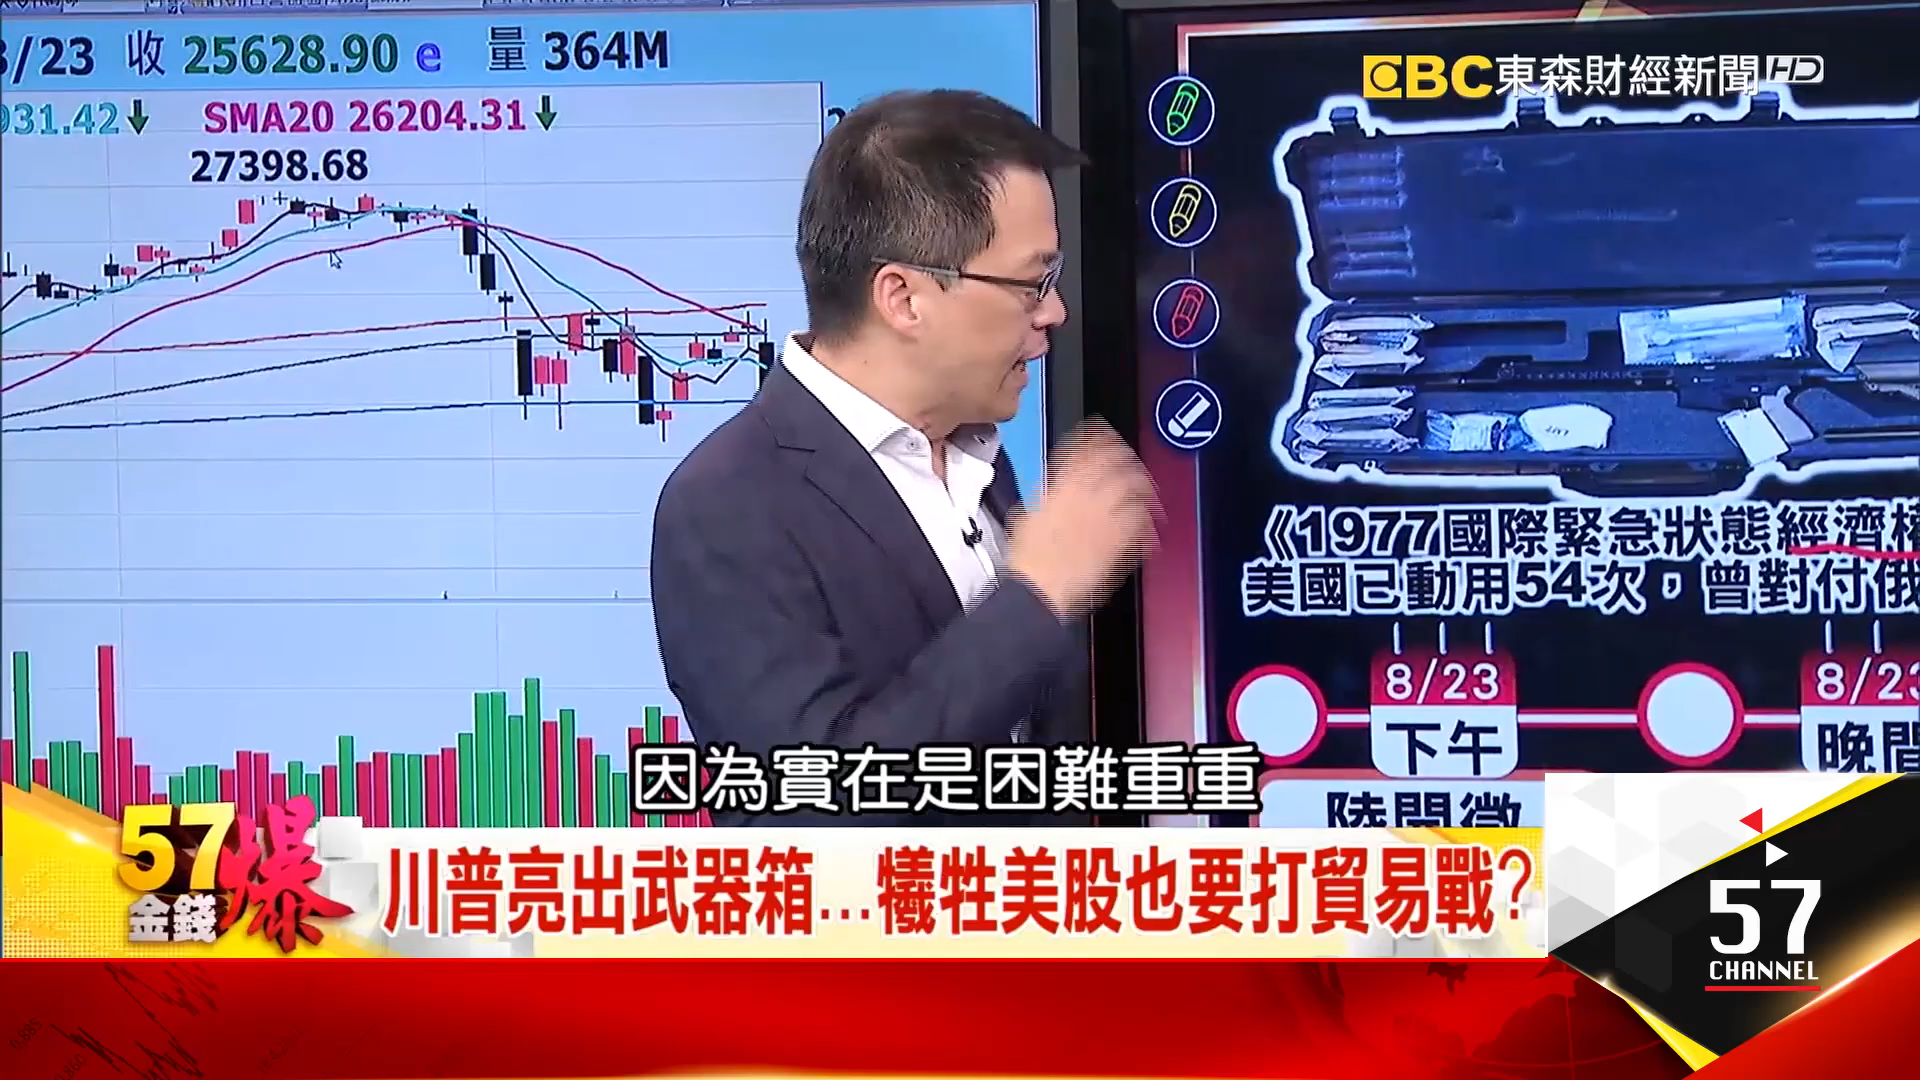 3/23 收 25628.90 e 量 364M
931.42↓ SMA20 26204.31↓
27398.68
EBC東森財經新聞HD
《1977國際緊急狀態經濟權
美國已動用54次，曾對付俄
8/23
下午
8/23
晚間
因為實在是困難重重
57
金錢
爆
川普亮出武器箱...犧牲美股也要打貿易戰?
57
CHANNEL